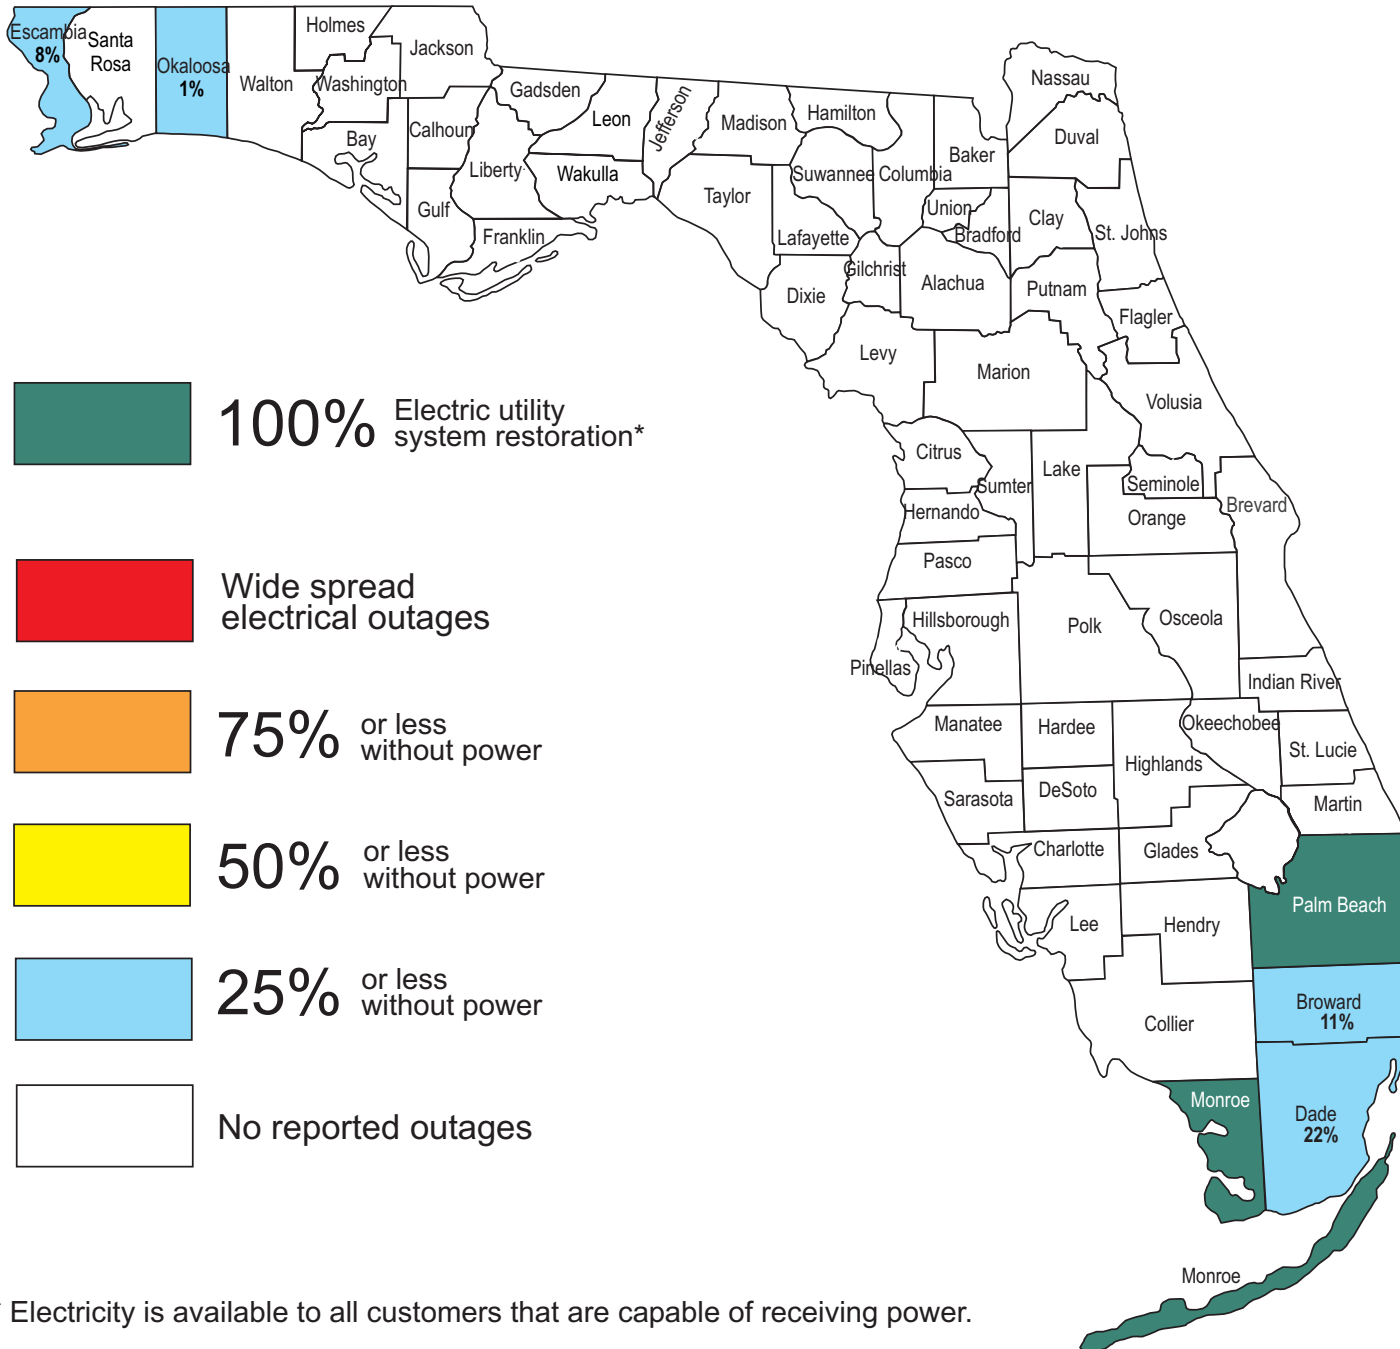 Escambia
8%
Santa
Rosa
Okaloosa
1%
Walton
Holmes
Washington
Jackson
Bay
Calhoun
Gulf
Liberty
Gadsden
Franklin
Leon
Wakulla
Jefferson
Madison
Taylor
Hamilton
Suwannee
Lafayette
Dixie
Columbia
Gilchrist
Levy
Baker
Union
Bradford
Alachua
Nassau
Duval
Clay
St. Johns
Putnam
Flagler
Marion
Volusia
Citrus
Sumter
Lake
Seminole
Hernando
Orange
Brevard
Pasco
Hillsborough
Pinellas
Polk
Osceola
Indian River
Manatee
Hardee
Okeechobee
St. Lucie
Highlands
Sarasota
DeSoto
Martin
Charlotte
Glades
Lee
Hendry
Palm Beach
Collier
Broward
11%
Monroe
Dade
22%
Monroe
100% Electric utility
system restoration*
Wide spread
electrical outages
75% or less
without power
50% or less
without power
25% or less
without power
No reported outages
* Electricity is available to all customers that are capable of receiving power.